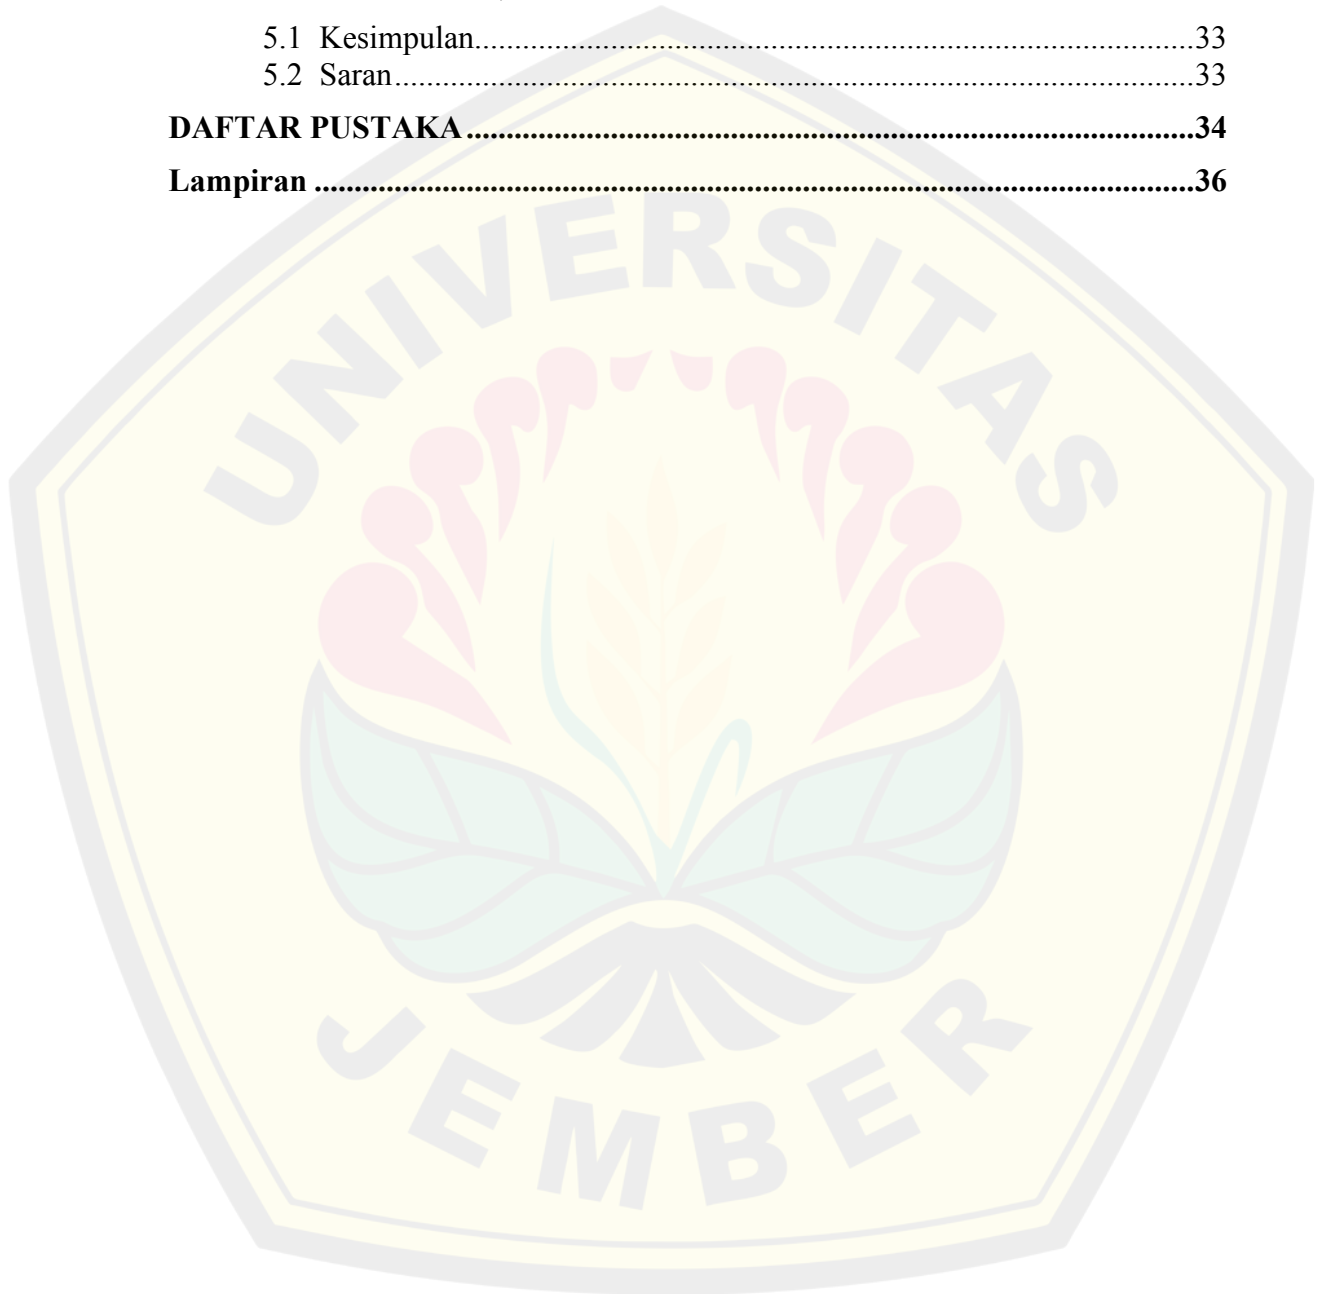 5.1 Kesimpulan..........................................................................................33
5.2 Saran....................................................................................................33
DAFTAR PUSTAKA...........................................................................................34
Lampiran ..............................................................................................................36
UNIVERSITAS
JEMBER